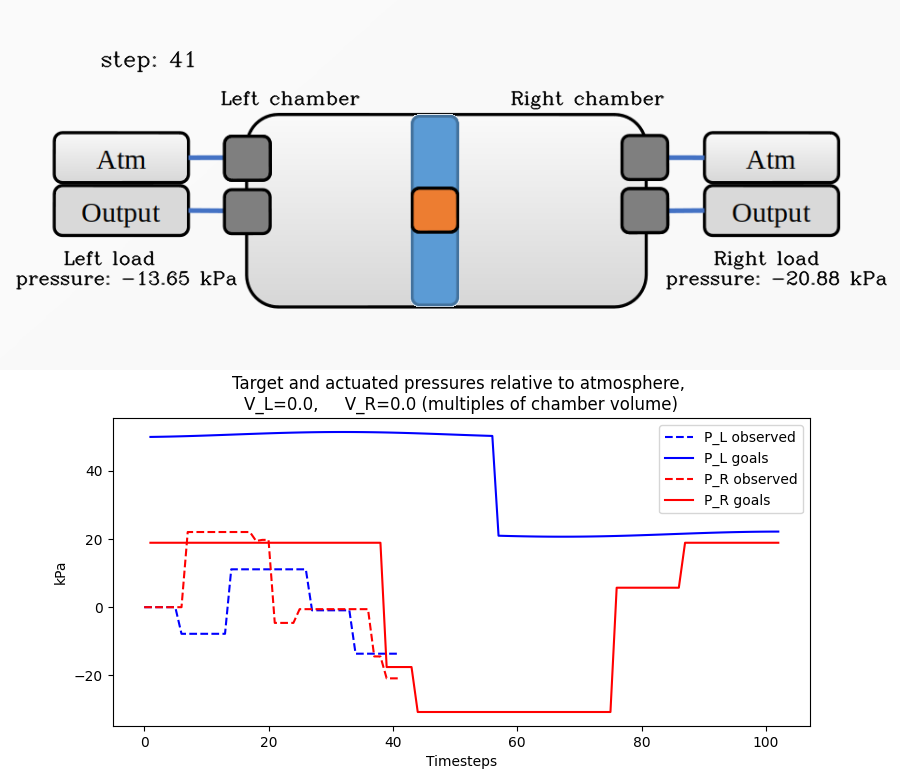 step: 41
Left chamber
Right chamber
Atm
Atm
Output
Output
Left load
pressure: −13.65 kPa
Right load
pressure: −20.88 kPa
Target and actuated pressures relative to atmosphere,
V_L=0.0, V_R=0.0 (multiples of chamber volume)
P_L observed
P_L goals
P_R observed
P_R goals
kPa
40
20
0
−20
0 20 40 60 80 100
Timesteps